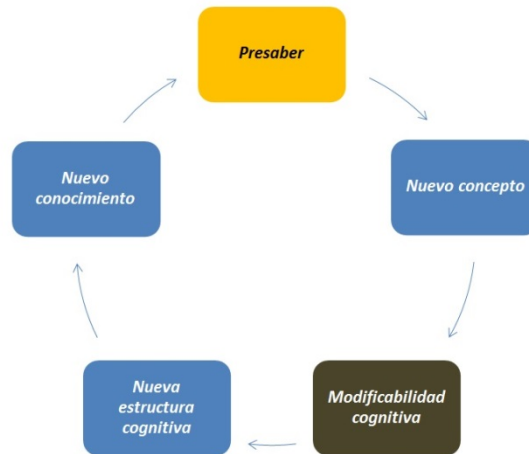 Presaber
Nuevo concepto
Modificabilidad
cognitiva
Nueva
estructura
cognitiva
Nuevo
conocimiento